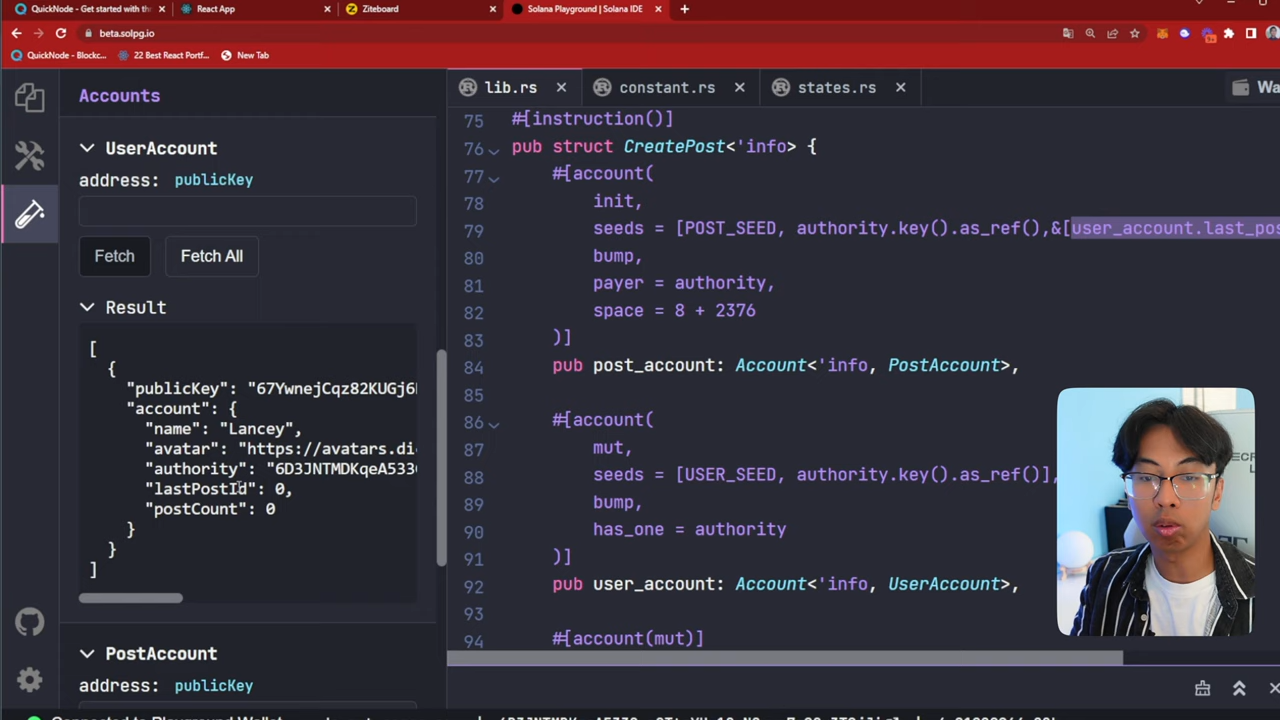 QuickNode - Get started with th
React App
Ziteboard
Solana Playground | Solana IDE
beta.solpg.io
QuickNode - Blockc...
22 Best React Portf...
New Tab
Accounts
UserAccount
address: publicKey
Fetch
Fetch All
Result
[
{
"publicKey": "67YwnejCqz82KUGj6
"account": {
"name": "Lancey",
"avatar": "https://avatars.di
"authority": "6D3JNTMDKqeA533
"lastPostId": 0,
"postCount": 0
}
}
]
PostAccount
address: publicKey
lib.rs
constant.rs
states.rs
Wa
75 #[instruction()]
76 pub struct CreatePost<'info> {
77 #[account(
78 init,
79 seeds = [POST_SEED, authority.key().as_ref(),&[user_account.last_pos
80 bump,
81 payer = authority,
82 space = 8 + 2376
83 )]
84 pub post_account: Account<'info, PostAccount>,
85
86 #[account(
87 mut,
88 seeds = [USER_SEED, authority.key().as_ref()],
89 bump,
90 has_one = authority
91 )]
92 pub user_account: Account<'info, UserAccount>,
93
94 #[account(mut)]